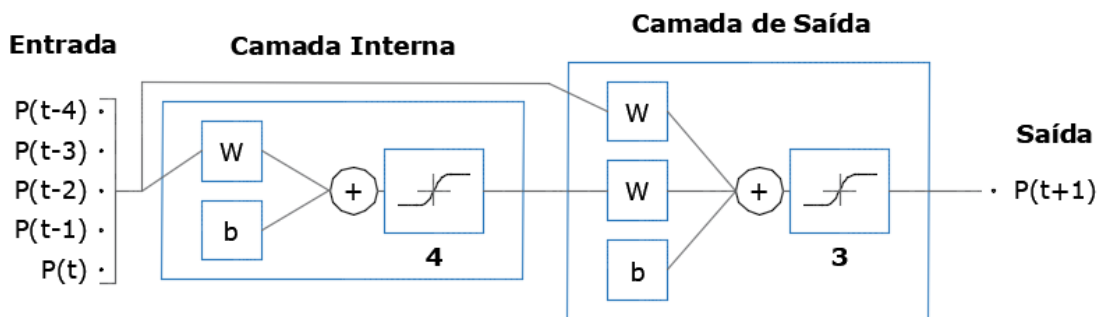 Entrada
P(t-4)
P(t-3)
P(t-2)
P(t-1)
P(t)
Camada Interna
W
b
+
4
Camada de Saída
W
W
b
+
3
Saída
P(t+1)